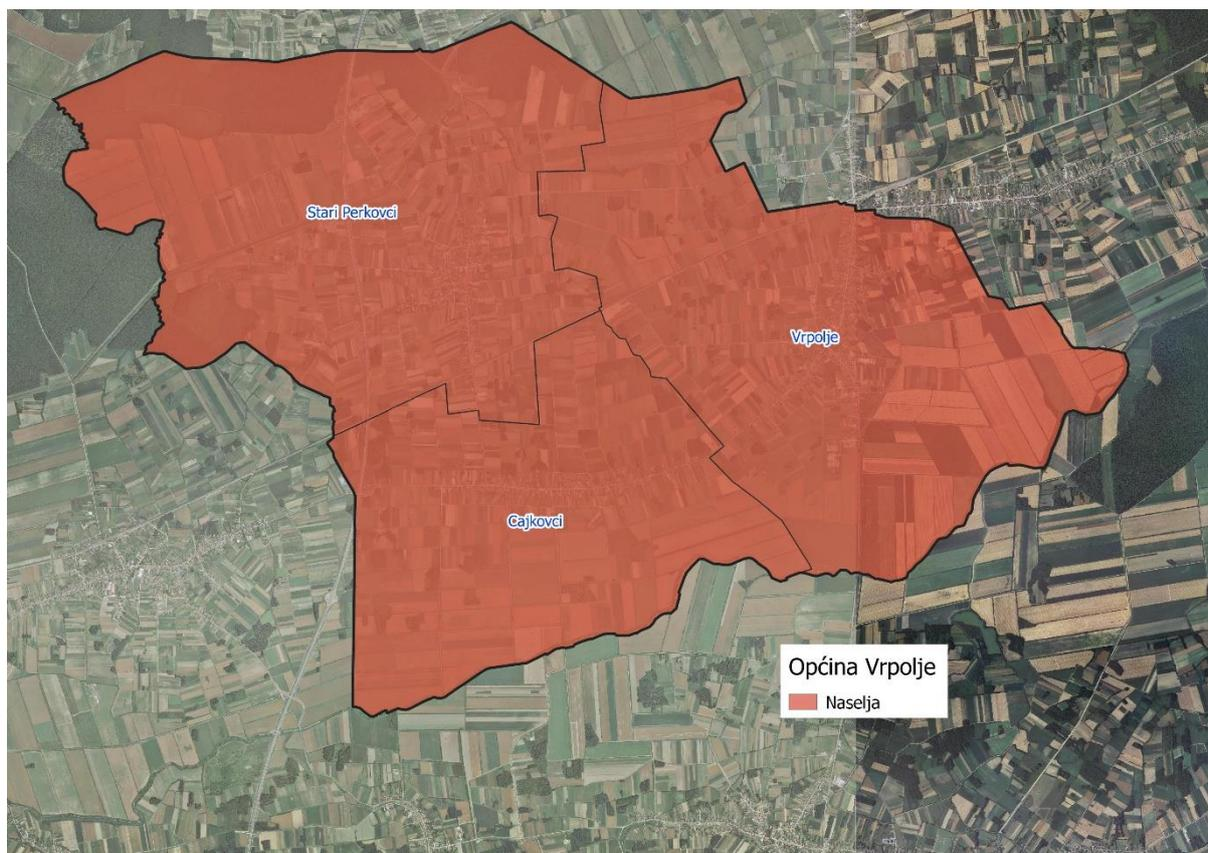 Stari Perkovci
Vrpolje
Cajkovci
Općina Vrpolje
Naselja